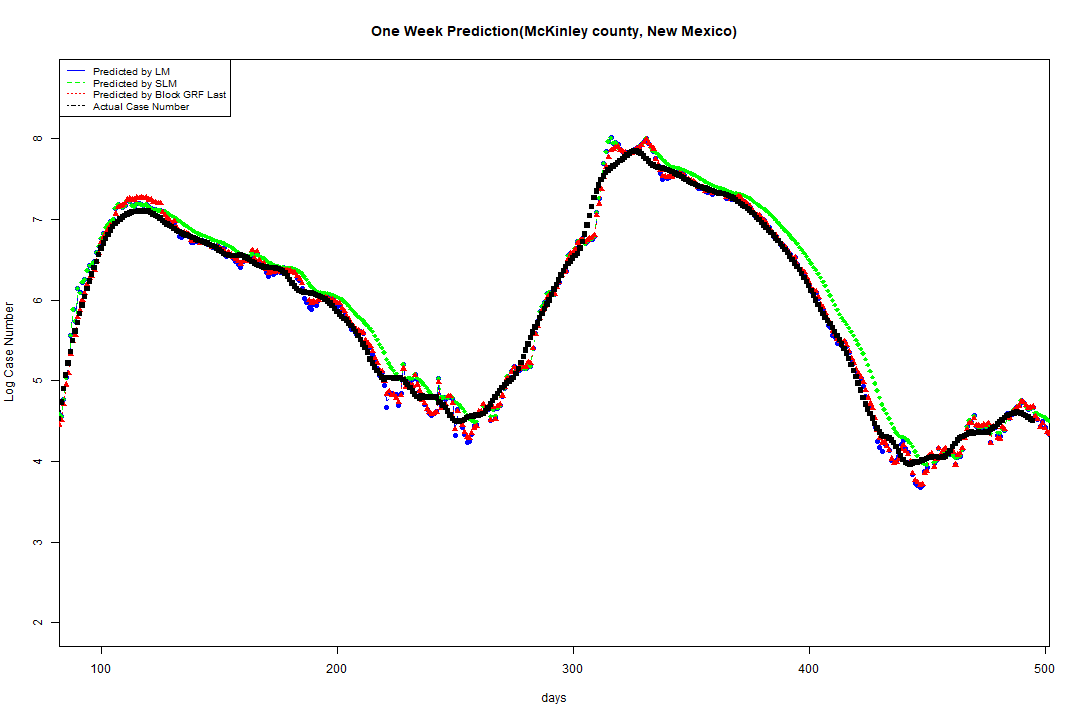 One Week Prediction(McKinley county, New Mexico)
Predicted by LM
Predicted by SLM
Predicted by Block GRF Last
Actual Case Number
8
7
6
5
4
3
2
Log Case Number
100 200 300 400 500
days